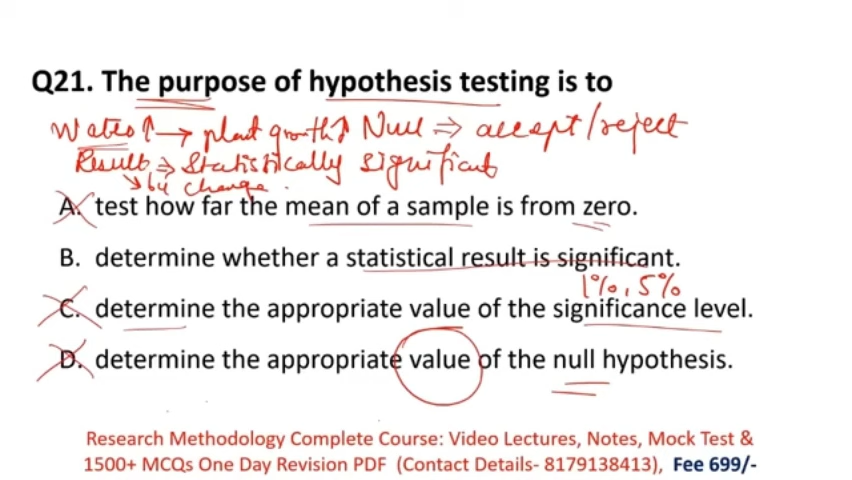 Q21. The purpose of hypothesis testing is to
Water ↑ → plant growth ↑ Null ⇒ accept/reject
Result ⇒ Statistically significant
↘ by change.
A. test how far the mean of a sample is from zero.
B. determine whether a statistical result is significant.
1%, 5%
C. determine the appropriate value of the significance level.
D. determine the appropriate value of the null hypothesis.
Research Methodology Complete Course: Video Lectures, Notes, Mock Test &
1500+ MCQs One Day Revision PDF (Contact Details- 8179138413), Fee 699/-